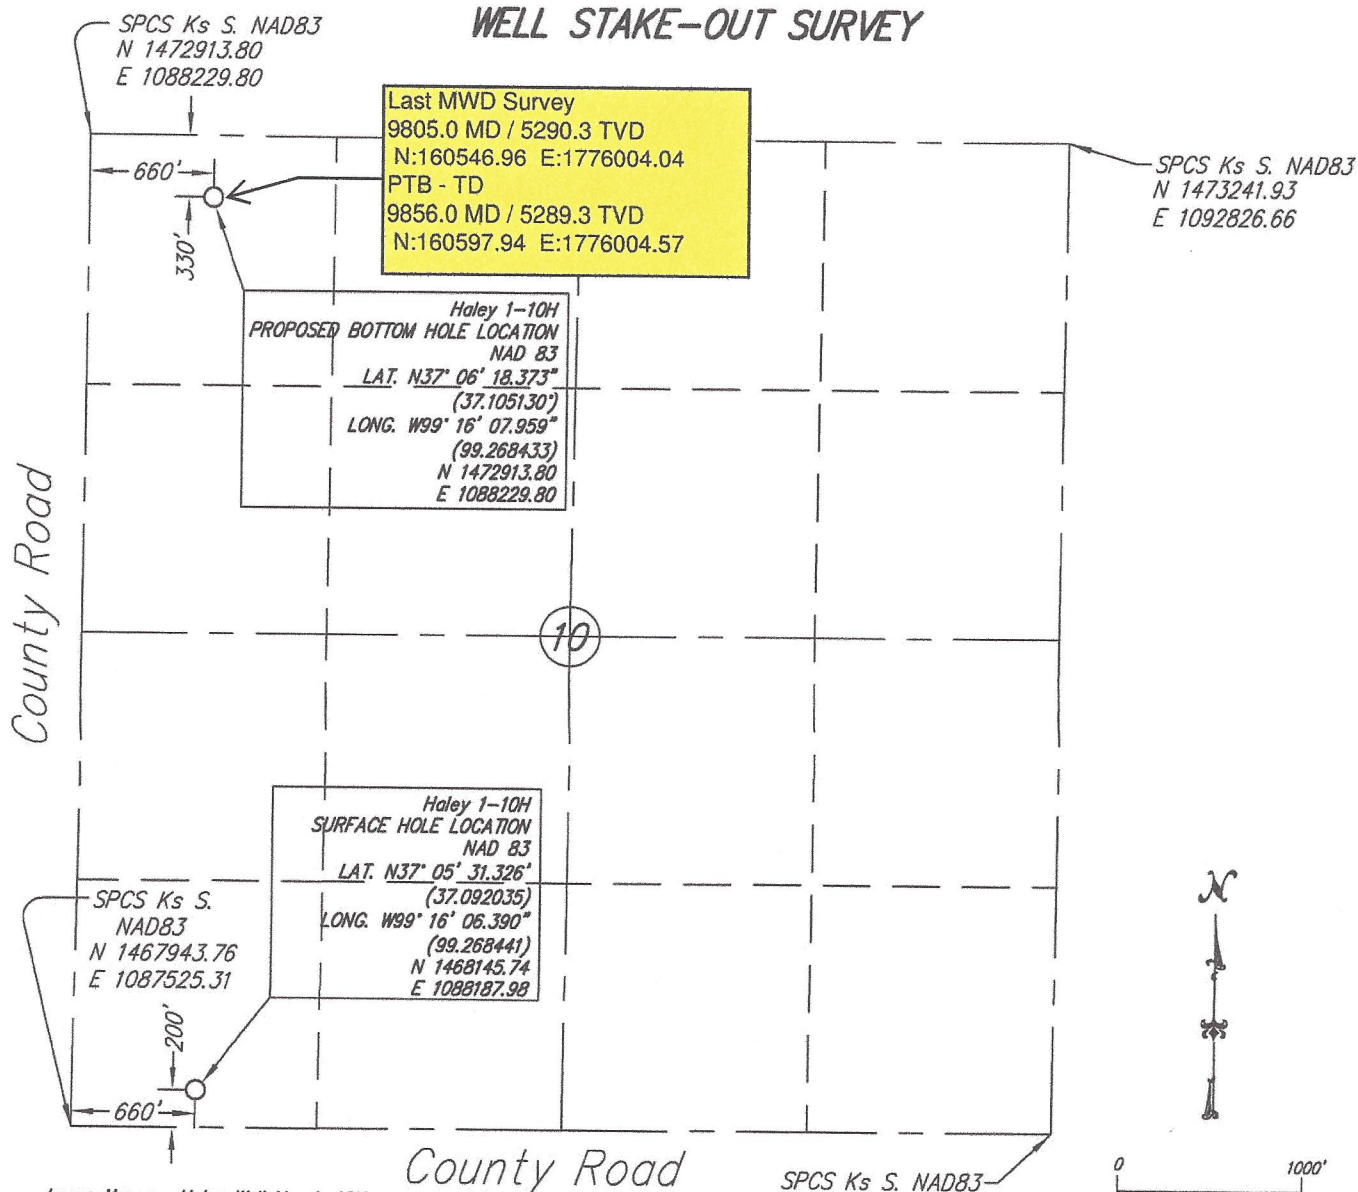 WELL STAKE-OUT SURVEY
SPCS Ks S. NAD83
N 1472913.80
E 1088229.80
Last MWD Survey
9805.0 MD / 5290.3 TVD
N:160546.96 E:1776004.04
PTB - TD
9856.0 MD / 5289.3 TVD
N:160597.94 E:1776004.57
SPCS Ks S. NAD83
N 1473241.93
E 1092826.66
660'
330'
Haley 1-10H
PROPOSED BOTTOM HOLE LOCATION
NAD 83
LAT. N37° 06' 18.373"
(37.105130°)
LONG. W99° 16' 07.959"
(99.268433)
N 1472913.80
E 1088229.80
County Road
10
Haley 1-10H
SURFACE HOLE LOCATION
NAD 83
LAT. N37° 05' 31.326'
(37.092035)
LONG. W99° 16' 06.390"
(99.268441)
N 1468145.74
E 1088187.98
SPCS Ks S.
NAD83
N 1467943.76
E 1087525.31
N
200'
660'
County Road
SPCS Ks S. NAD83
0 1000'